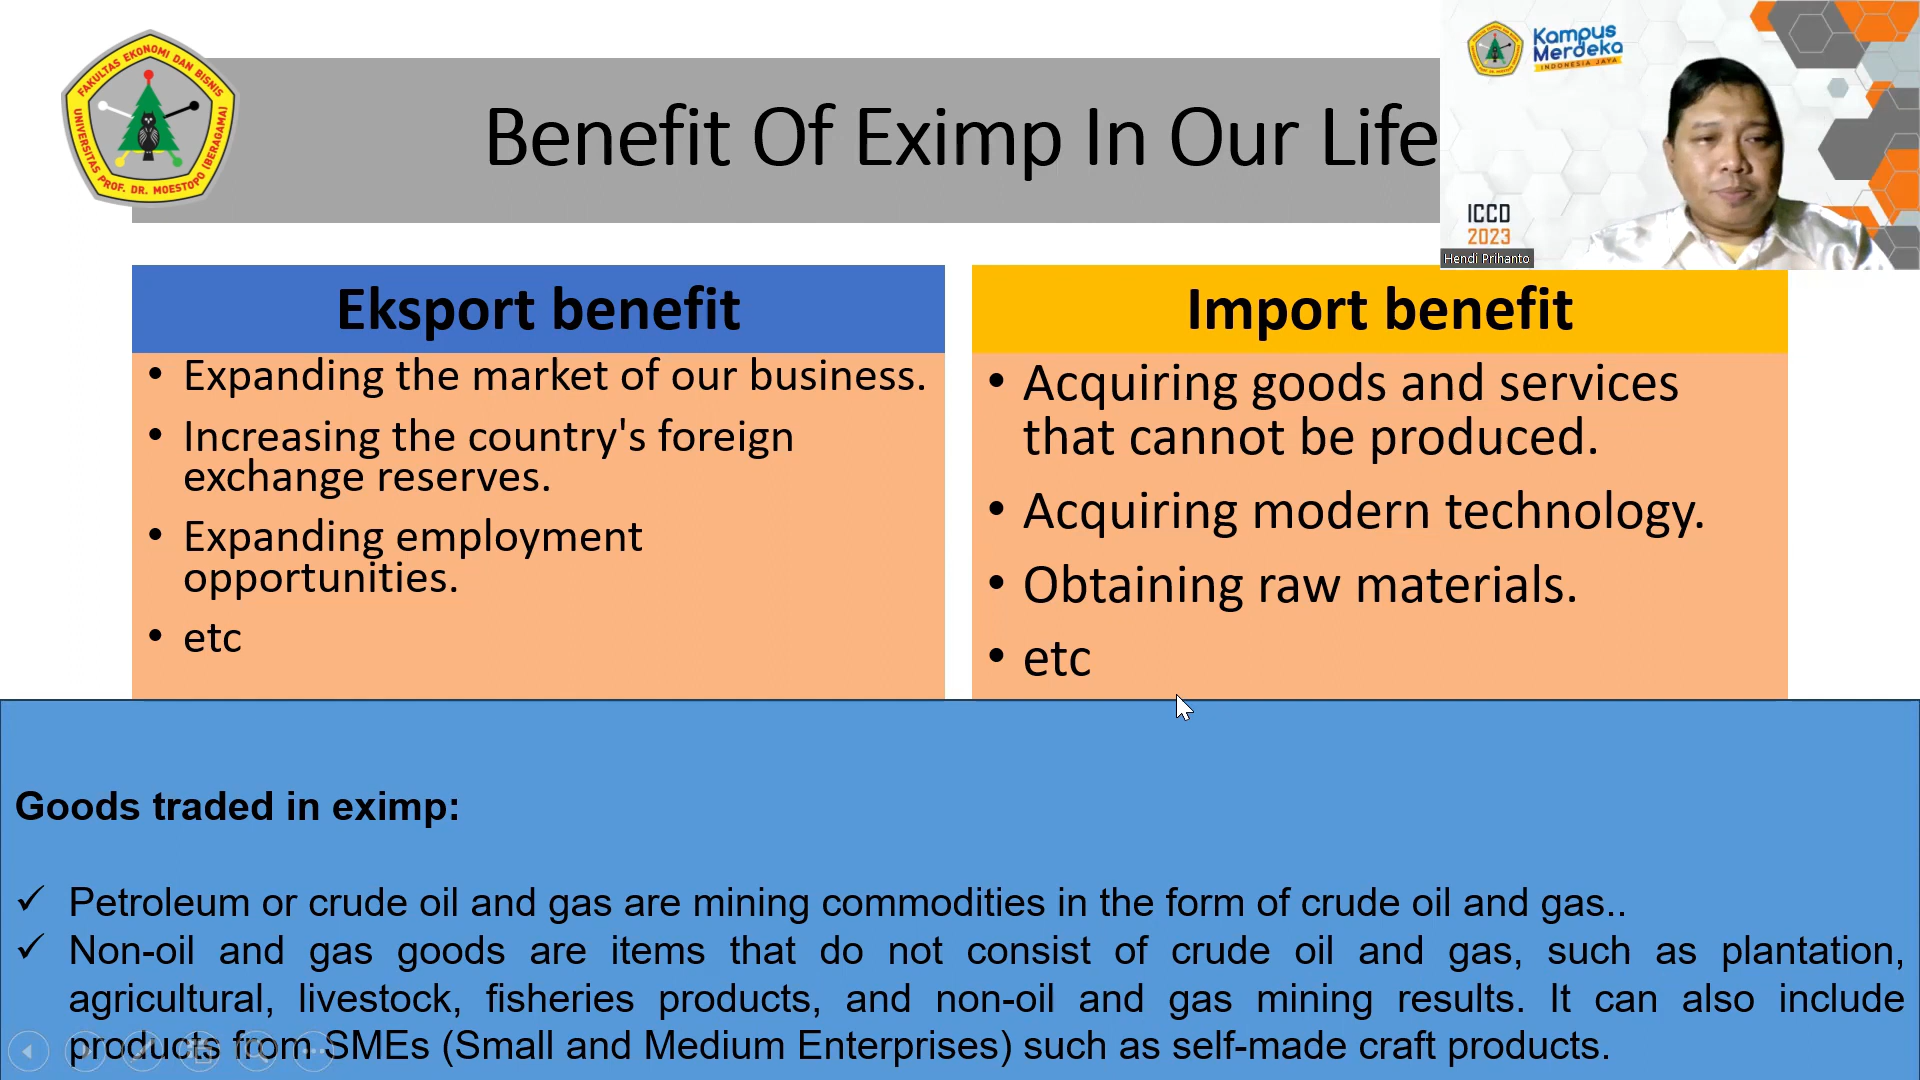 FAKULTAS EKONOMI DAN BISNIS
UNIVERSITAS PROF. DR. MOESTOPO (BERAGAMA)
Benefit Of Eximp In Our Life
Kampus
Merdeka
INDONESIA JAYA
ICCD
2023
Hendi Prihanto
Eksport benefit
• Expanding the market of our business.
• Increasing the country's foreign
exchange reserves.
• Expanding employment
opportunities.
• etc
Import benefit
• Acquiring goods and services
that cannot be produced.
• Acquiring modern technology.
• Obtaining raw materials.
• etc
Goods traded in eximp:
✓ Petroleum or crude oil and gas are mining commodities in the form of crude oil and gas..
✓ Non-oil and gas goods are items that do not consist of crude oil and gas, such as plantation,
agricultural, livestock, fisheries products, and non-oil and gas mining results. It can also include
products from SMEs (Small and Medium Enterprises) such as self-made craft products.